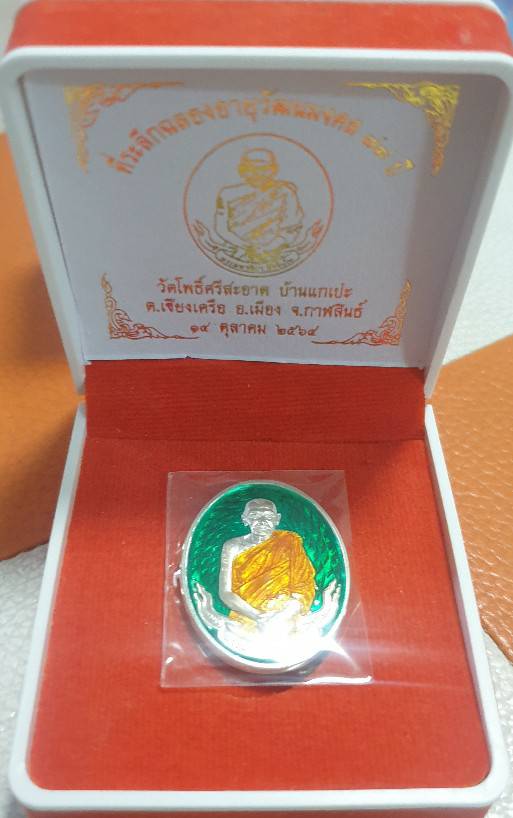 ที่ระลึกฉลองอายุวัฒนมงคล ๙๘ ปี
วัดโพธิ์ศรีสะอาด บ้านแกเปะ
ต.เชียงเครือ อ.เมือง จ.กาฬสินธุ์
๑๔ ตุลาคม ๒๕๖๔